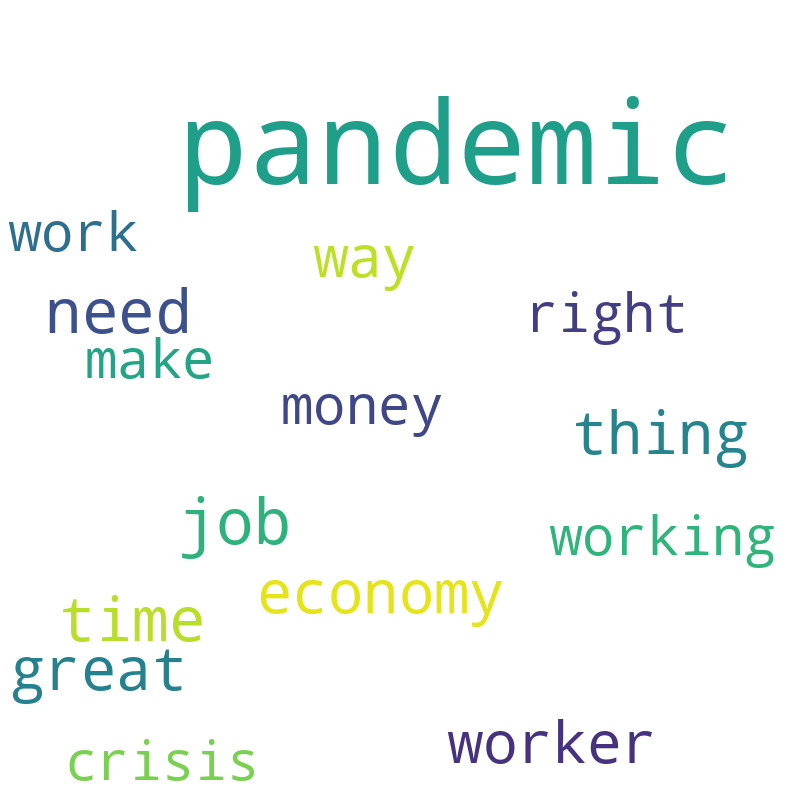 pandemic
work
way
need
right
make
money
thing
job
working
economy
time
great
worker
crisis